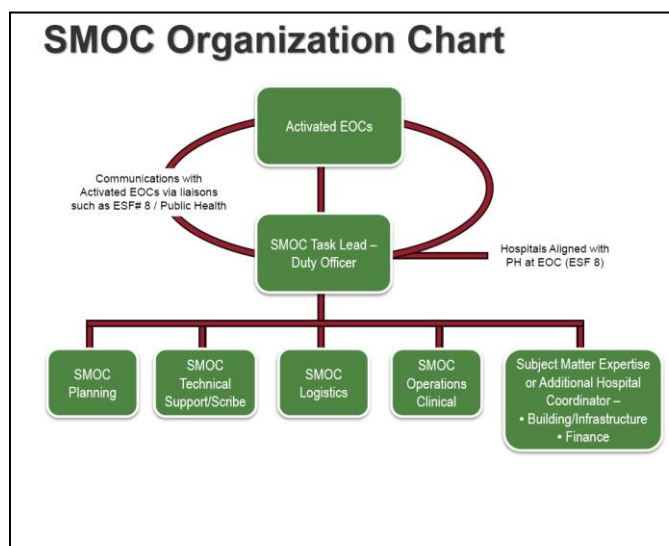 SMOC Organization Chart
Activated EOCs
Communications with
Activated EOCs via liaisons
such as ESF# 8 / Public Health
SMOC Task Lead –
Duty Officer
Hospitals Aligned with
PH at EOC (ESF 8)
SMOC
Planning
SMOC
Technical
Support/Scribe
SMOC
Logistics
SMOC
Operations
Clinical
Subject Matter Expertise
or Additional Hospital
Coordinator –
• Building/Infrastructure
• Finance